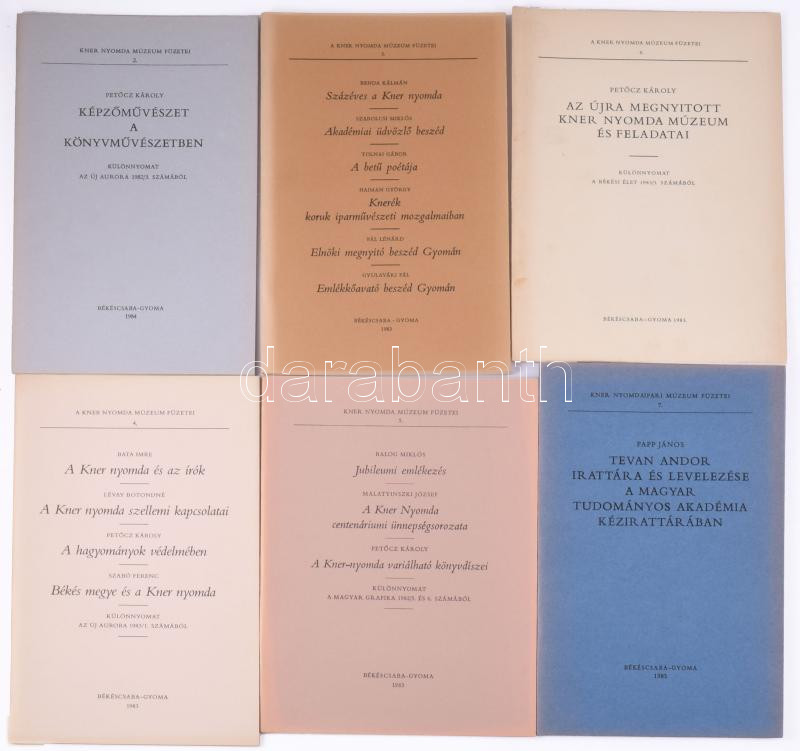 KNER NYOMDA MÚZEUM FÜZETEI
2.
PETŐCZ KÁROLY
KÉPZŐMŰVÉSZET
A
KÖNYVMŰVÉSZETBEN
KÜLÖNNYOMAT
AZ ÚJ AURORA 1982/3. SZÁMÁBÓL
BÉKÉSCSABA–GYOMA
1984
A KNER NYOMDA MÚZEUM FÜZETEI
3.
BENDA KÁLMÁN
Százéves a Kner nyomda
SZABOLCSI MIKLÓS
Akadémiai üdvözlő beszéd
TOLNAI GÁBOR
A betű poétája
HAIMAN GYÖRGY
Knerék
koruk iparművészeti mozgalmaiban
PÁL LÉNÁRD
Elnöki megnyitó beszéd Gyomán
GYULAVÁRI PÁL
Emlékkőavató beszéd Gyomán
BÉKÉSCSABA–GYOMA
1983
A KNER NYOMDA MÚZEUM FÜZETEI
6.
PETŐCZ KÁROLY
AZ ÚJRA MEGNYITOTT
KNER NYOMDA MÚZEUM
ÉS FELADATAI
KÜLÖNNYOMAT
A BÉKÉSI ÉLET 1983/3. SZÁMÁBÓL
BÉKÉSCSABA–GYOMA 1983.
A KNER NYOMDA MÚZEUM FÜZETEI
4.
BATA IMRE
A Kner nyomda és az írók
LÉVAY BOTONDNÉ
A Kner nyomda szellemi kapcsolatai
PETŐCZ KÁROLY
A hagyományok védelmében
SZABÓ FERENC
Békés megye és a Kner nyomda
KÜLÖNNYOMAT
AZ ÚJ AURORA 1983/1. SZÁMÁBÓL
BÉKÉSCSABA–GYOMA
1983
KNER NYOMDA MÚZEUM FÜZETEI
5.
BALOG MIKLÓS
Jubileumi emlékezés
MALATYINSZKI JÓZSEF
A Kner Nyomda
centenáriumi ünnepségsorozata
PETŐCZ KÁROLY
A Kner-nyomda variálható könyvdíszei
KÜLÖNNYOMAT
A MAGYAR GRAFIKA 1982/5. ÉS 6. SZÁMÁBÓL
BÉKÉSCSABA–GYOMA
1983
KNER NYOMDAIPARI MÚZEUM FÜZETEI
7.
PAPP JÁNOS
TEVAN ANDOR
IRATTÁRA ÉS LEVELEZÉSE
A MAGYAR
TUDOMÁNYOS AKADÉMIA
KÉZIRATTÁRÁBAN
BÉKÉSCSABA–GYOMA
1985
darabanth.com